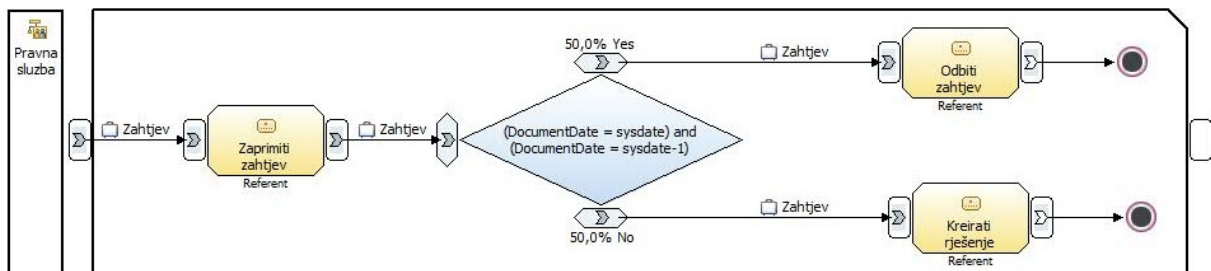 Pravna
sluzba
Zahtjev
Zaprimiti
zahtjev
Referent
Zahtjev
50,0% Yes
(DocumentDate = sysdate) and
(DocumentDate = sysdate-1)
50,0% No
Zahtjev
Odbiti
zahtjev
Referent
Zahtjev
Kreirati
rješenje
Referent